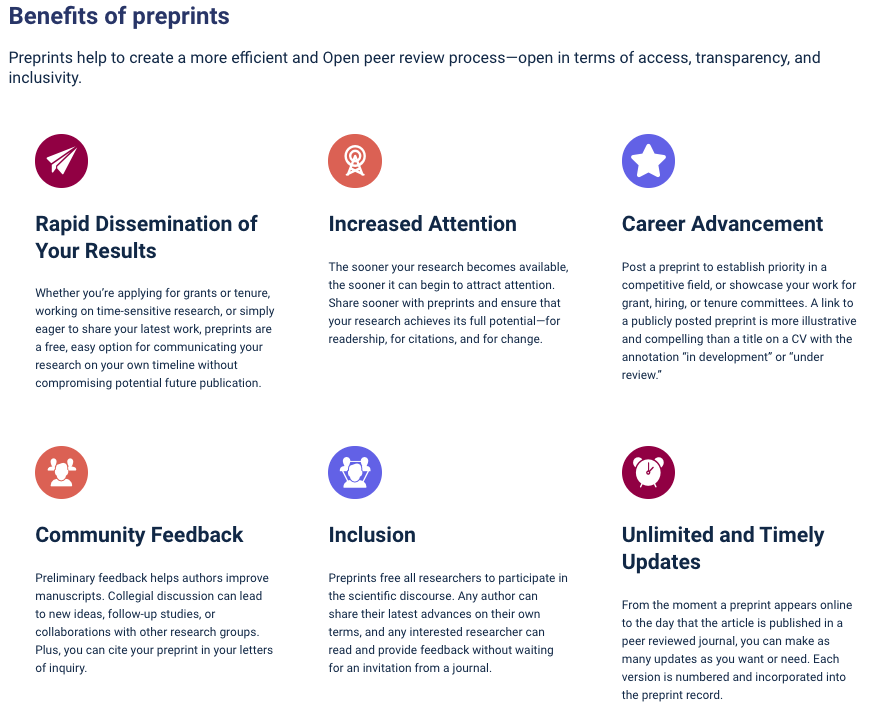 Benefits of preprints
Preprints help to create a more efficient and Open peer review process—open in terms of access, transparency, and
inclusivity.
Rapid Dissemination of
Your Results
Whether you’re applying for grants or tenure,
working on time-sensitive research, or simply
eager to share your latest work, preprints are
a free, easy option for communicating your
research on your own timeline without
compromising potential future publication.
Increased Attention
The sooner your research becomes available,
the sooner it can begin to attract attention.
Share sooner with preprints and ensure that
your research achieves its full potential—for
readership, for citations, and for change.
Career Advancement
Post a preprint to establish priority in a
competitive field, or showcase your work for
grant, hiring, or tenure committees. A link to
a publicly posted preprint is more illustrative
and compelling than a title on a CV with the
annotation “in development” or “under
review.”
Community Feedback
Preliminary feedback helps authors improve
manuscripts. Collegial discussion can lead
to new ideas, follow-up studies, or
collaborations with other research groups.
Plus, you can cite your preprint in your letters
of inquiry.
Inclusion
Preprints free all researchers to participate in
the scientific discourse. Any author can
share their latest advances on their own
terms, and any interested researcher can
read and provide feedback without waiting
for an invitation from a journal.
Unlimited and Timely
Updates
From the moment a preprint appears online
to the day that the article is published in a
peer reviewed journal, you can make as
many updates as you want or need. Each
version is numbered and incorporated into
the preprint record.